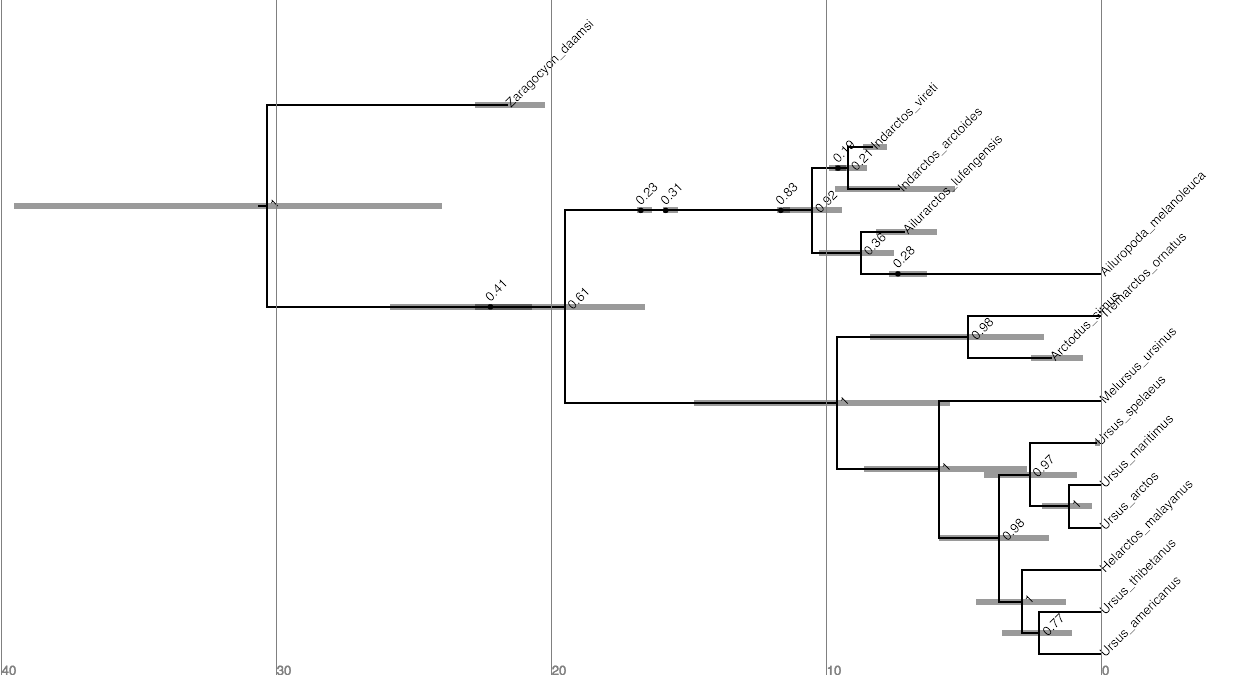 Zaragocyon_daamsi
Indarctos_vireti
0.10
0.21
Indarctos_arctoides
Ailurarctos_lufengensis
0.23
0.31
0.83
0.92
1
0.36
0.28
Ailuropoda_melanoleuca
0.41
0.61
Tremarctos_ornatus
0.98
Arctodus_simus
Melursus_ursinus
1
Ursus_spelaeus
1
0.97
Ursus_maritimus
1
Ursus_arctos
0.98
Helarctos_malayanus
1
Ursus_thibetanus
0.77
Ursus_americanus
40 30 20 10 0